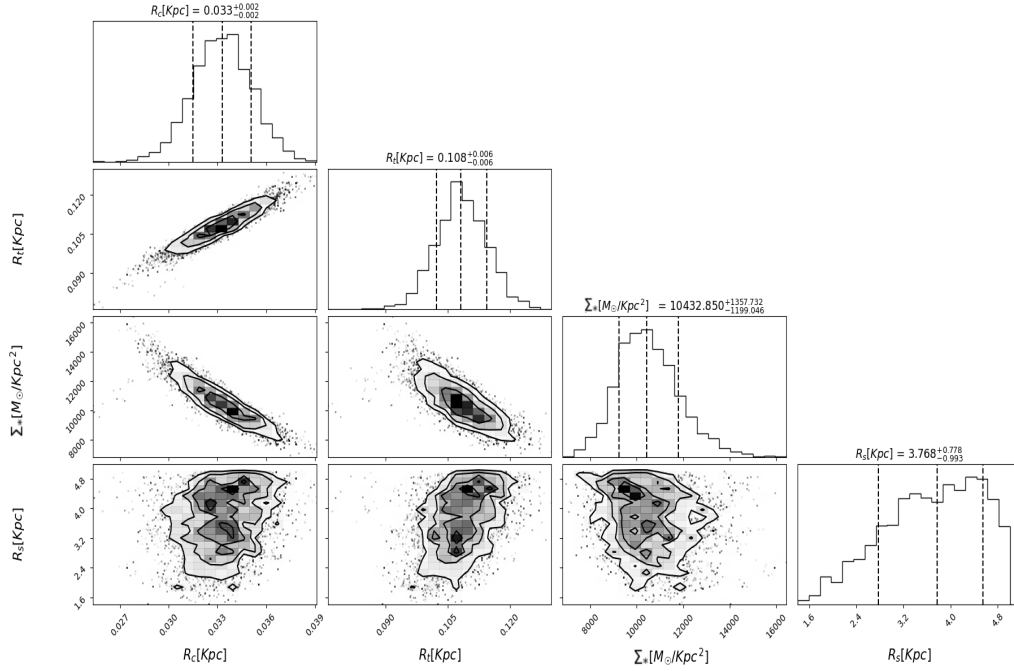 R_c[Kpc] = 0.033^{+0.002}_{-0.002}
R_t[Kpc]
0.120
0.105
0.090
R_t[Kpc] = 0.108^{+0.006}_{-0.006}
Σ_*[M_⊙/Kpc^2]
16000
14000
12000
10000
8000
Σ_*[M_⊙/Kpc^2] = 10432.850^{+1357.732}_{-1199.046}
R_s[Kpc]
4.8
4.0
3.2
2.4
1.6
R_s[Kpc] = 3.768^{+0.778}_{-0.993}
0.027 0.030 0.033 0.036 0.039
0.090 0.105 0.120
8000 10000 12000 14000 16000
1.6 2.4 3.2 4.0 4.8
R_c[Kpc]
R_t[Kpc]
Σ_*[M_⊙/Kpc^2]
R_s[Kpc]